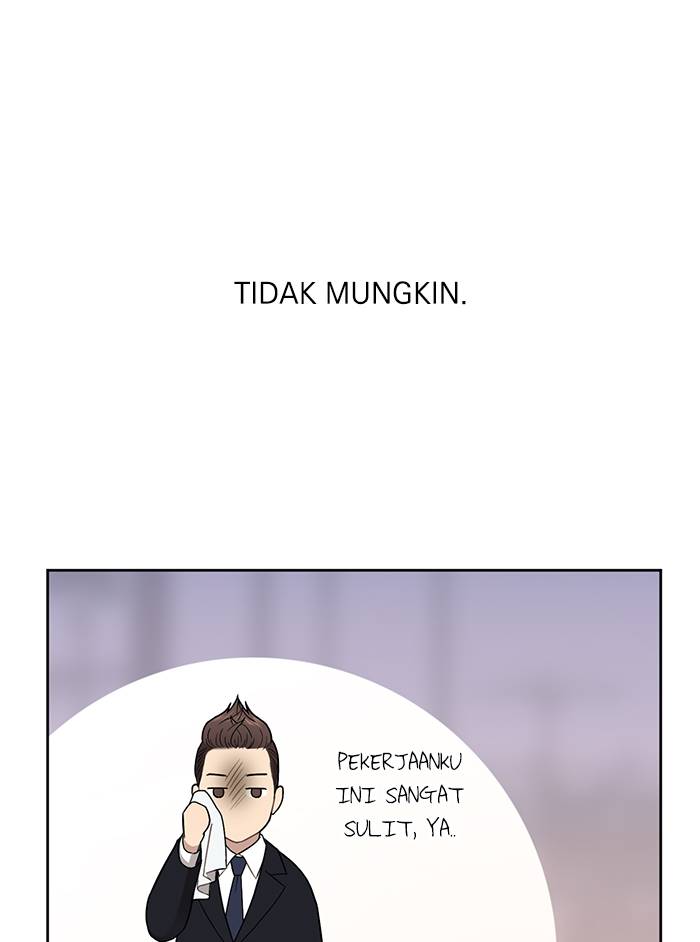 TIDAK MUNGKIN.
PEKERJAANKU
INI SANGAT
SULIT, YA..